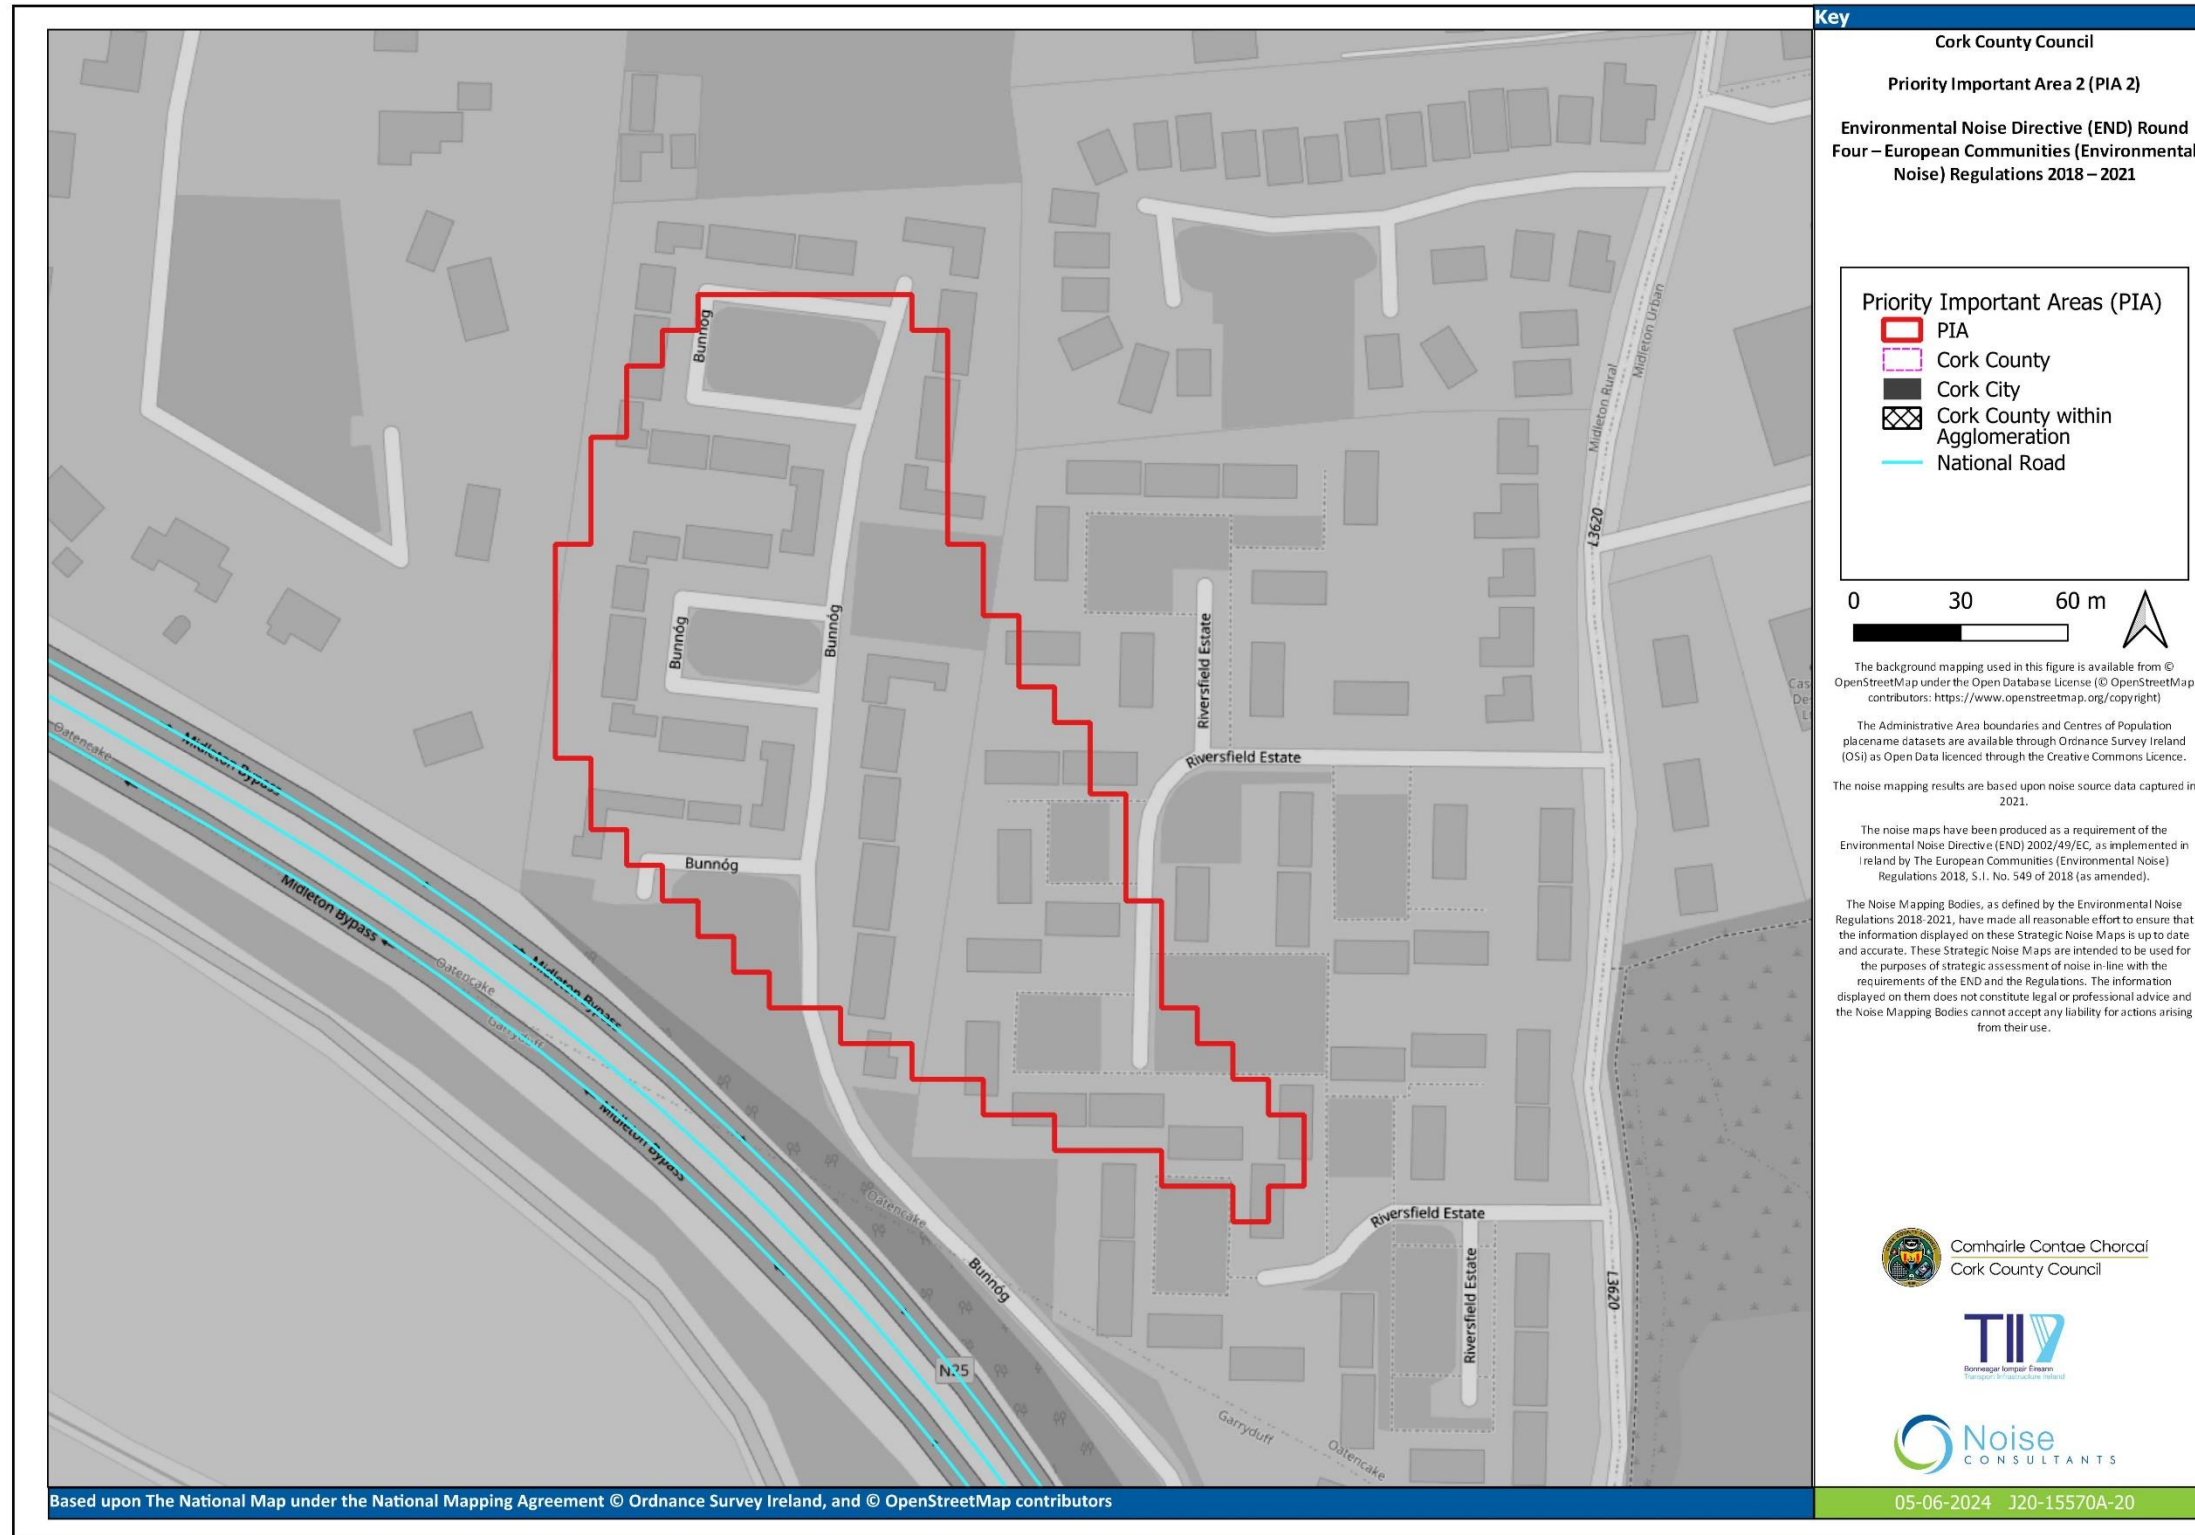 Key
Cork County Council
Priority Important Area 2 (PIA 2)
Environmental Noise Directive (END) Round
Four – European Communities (Environmental
Noise) Regulations 2018 – 2021
Priority Important Areas (PIA)
PIA
Cork County
Cork City
Cork County within
Agglomeration
National Road
0 30 60 m
The background mapping used in this figure is available from ©
OpenStreetMap under the Open Database License (© OpenStreetMap
contributors: https://www.openstreetmap.org/copyright)
The Administrative Area boundaries and Centres of Population
placename datasets are available through Ordnance Survey Ireland
(OSi) as Open Data licenced through the Creative Commons Licence.
The noise mapping results are based upon noise source data captured in
2021.
The noise maps have been produced as a requirement of the
Environmental Noise Directive (END) 2002/49/EC, as implemented in
Ireland by The European Communities (Environmental Noise)
Regulations 2018, S.I. No. 549 of 2018 (as amended).
The Noise Mapping Bodies, as defined by the Environmental Noise
Regulations 2018-2021, have made all reasonable effort to ensure that
the information displayed on these Strategic Noise Maps is up to date
and accurate. These Strategic Noise Maps are intended to be used for
the purposes of strategic assessment of noise in-line with the
requirements of the END and the Regulations. The information
displayed on them does not constitute legal or professional advice and
the Noise Mapping Bodies cannot accept any liability for actions arising
from their use.
Comhairle Contae Chorcaí
Cork County Council
TII
Bonneagar Iompair Éireann
Transport Infrastructure Ireland
Noise
CONSULTANTS
05-06-2024 J20-15570A-20
Bunnóg
Midleton Urban
Midleton Rural
L3620
Bunnóg
Bunnóg
Riversfield Estate
Riversfield Estate
Oatencake
Midleton Bypass
Bunnóg
Midleton Bypass
Oatencake
Midleton Bypass
Garryduff
Midleton Bypass
Oatencake
Riversfield Estate
Bunnóg
Riversfield Estate
L3620
N25
Garryduff
Oatencake
Based upon The National Map under the National Mapping Agreement © Ordnance Survey Ireland, and © OpenStreetMap contributors